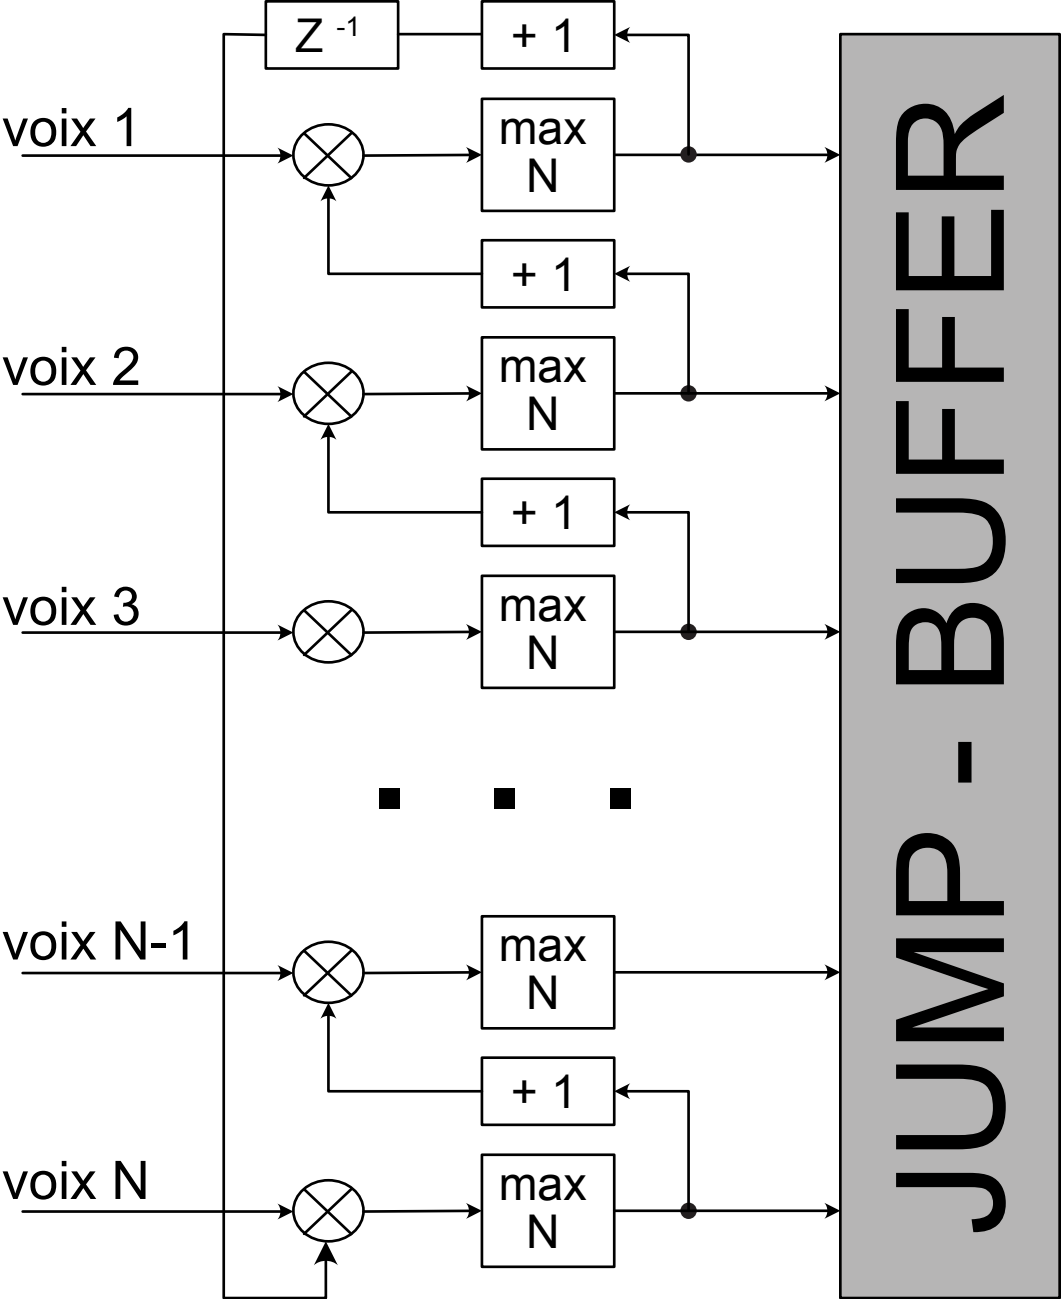 Z -1
+ 1
voix 1
max
N
+ 1
voix 2
max
N
+ 1
voix 3
max
N
voix N-1
max
N
+ 1
voix N
max
N
JUMP - BUFFER